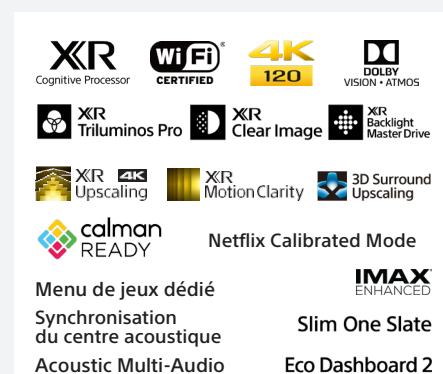 XR
Cognitive Processor
Wi Fi®
CERTIFIED
4K
120
DOLBY
VISION • ATMOS
XR
Triluminos Pro
XR
Clear Image
XR
Backlight
Master Drive
XR 4K
Upscaling
XR
Motion Clarity
3D Surround
Upscaling
calman
READY
Netflix Calibrated Mode
Menu de jeux dédié
IMAX®
ENHANCED
Synchronisation
du centre acoustique
Slim One Slate
Acoustic Multi-Audio
Eco Dashboard 2